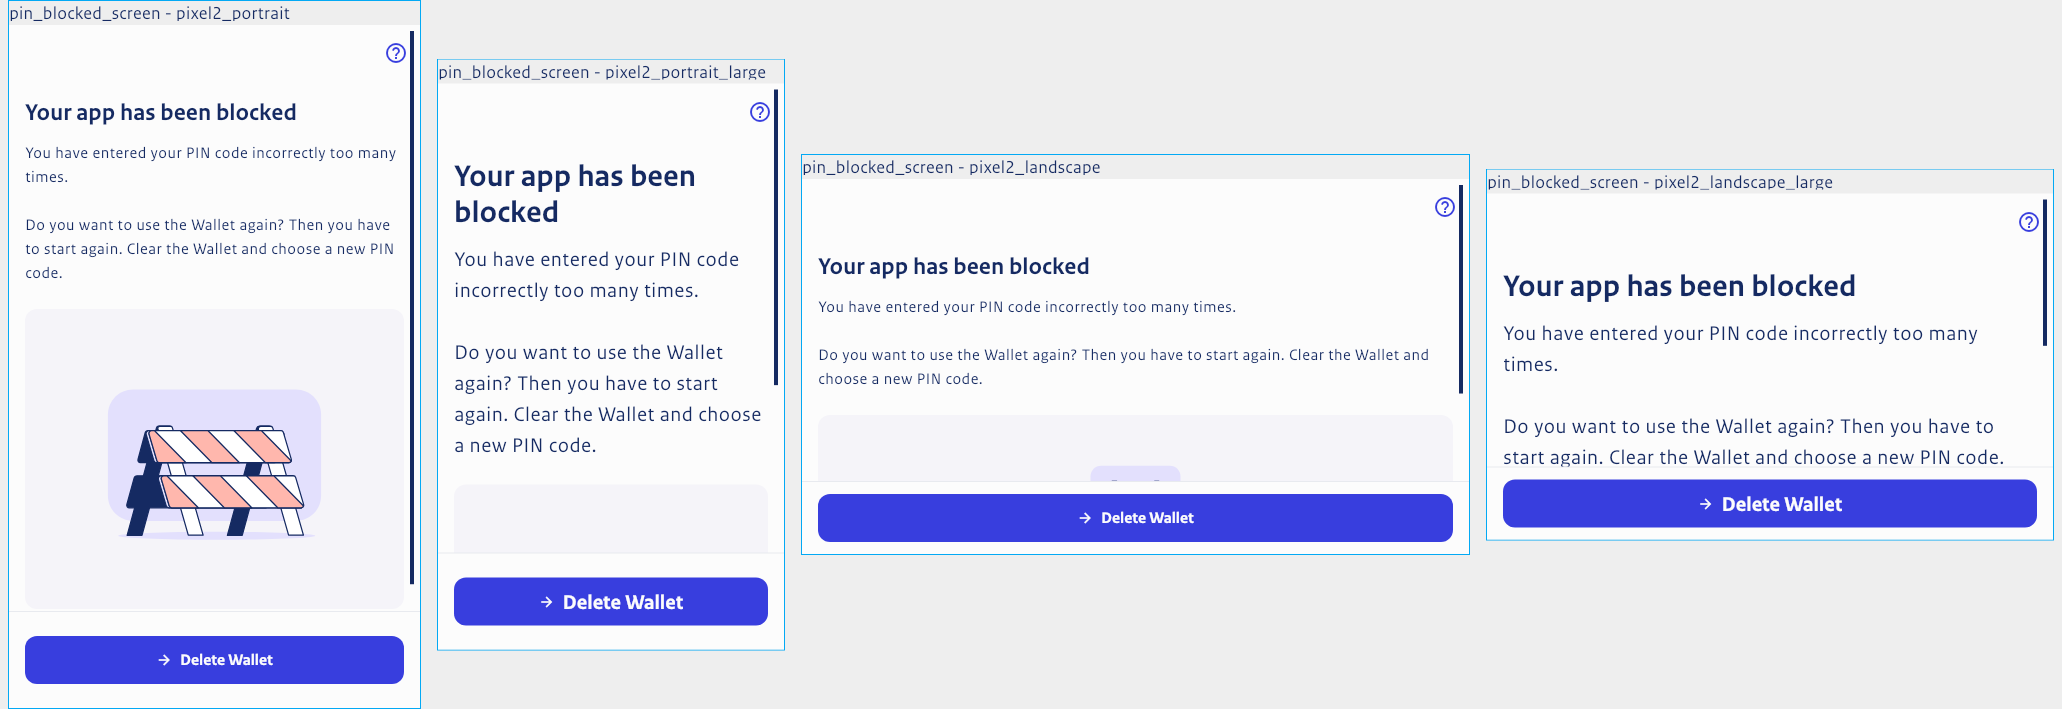 pin_blocked_screen - pixel2_portrait
Your app has been blocked
You have entered your PIN code incorrectly too many
times.
Do you want to use the Wallet again? Then you have
to start again. Clear the Wallet and choose a new PIN
code.
Delete Wallet
pin_blocked_screen - pixel2_portrait_large
Your app has been
blocked
You have entered your PIN code
incorrectly too many times.
Do you want to use the Wallet
again? Then you have to start
again. Clear the Wallet and choose
a new PIN code.
Delete Wallet
pin_blocked_screen - pixel2_landscape
Your app has been blocked
You have entered your PIN code incorrectly too many times.
Do you want to use the Wallet again? Then you have to start again. Clear the Wallet and
choose a new PIN code.
Delete Wallet
pin_blocked_screen - pixel2_landscape_large
Your app has been blocked
You have entered your PIN code incorrectly too many
times.
Do you want to use the Wallet again? Then you have to
start again. Clear the Wallet and choose a new PIN code.
Delete Wallet